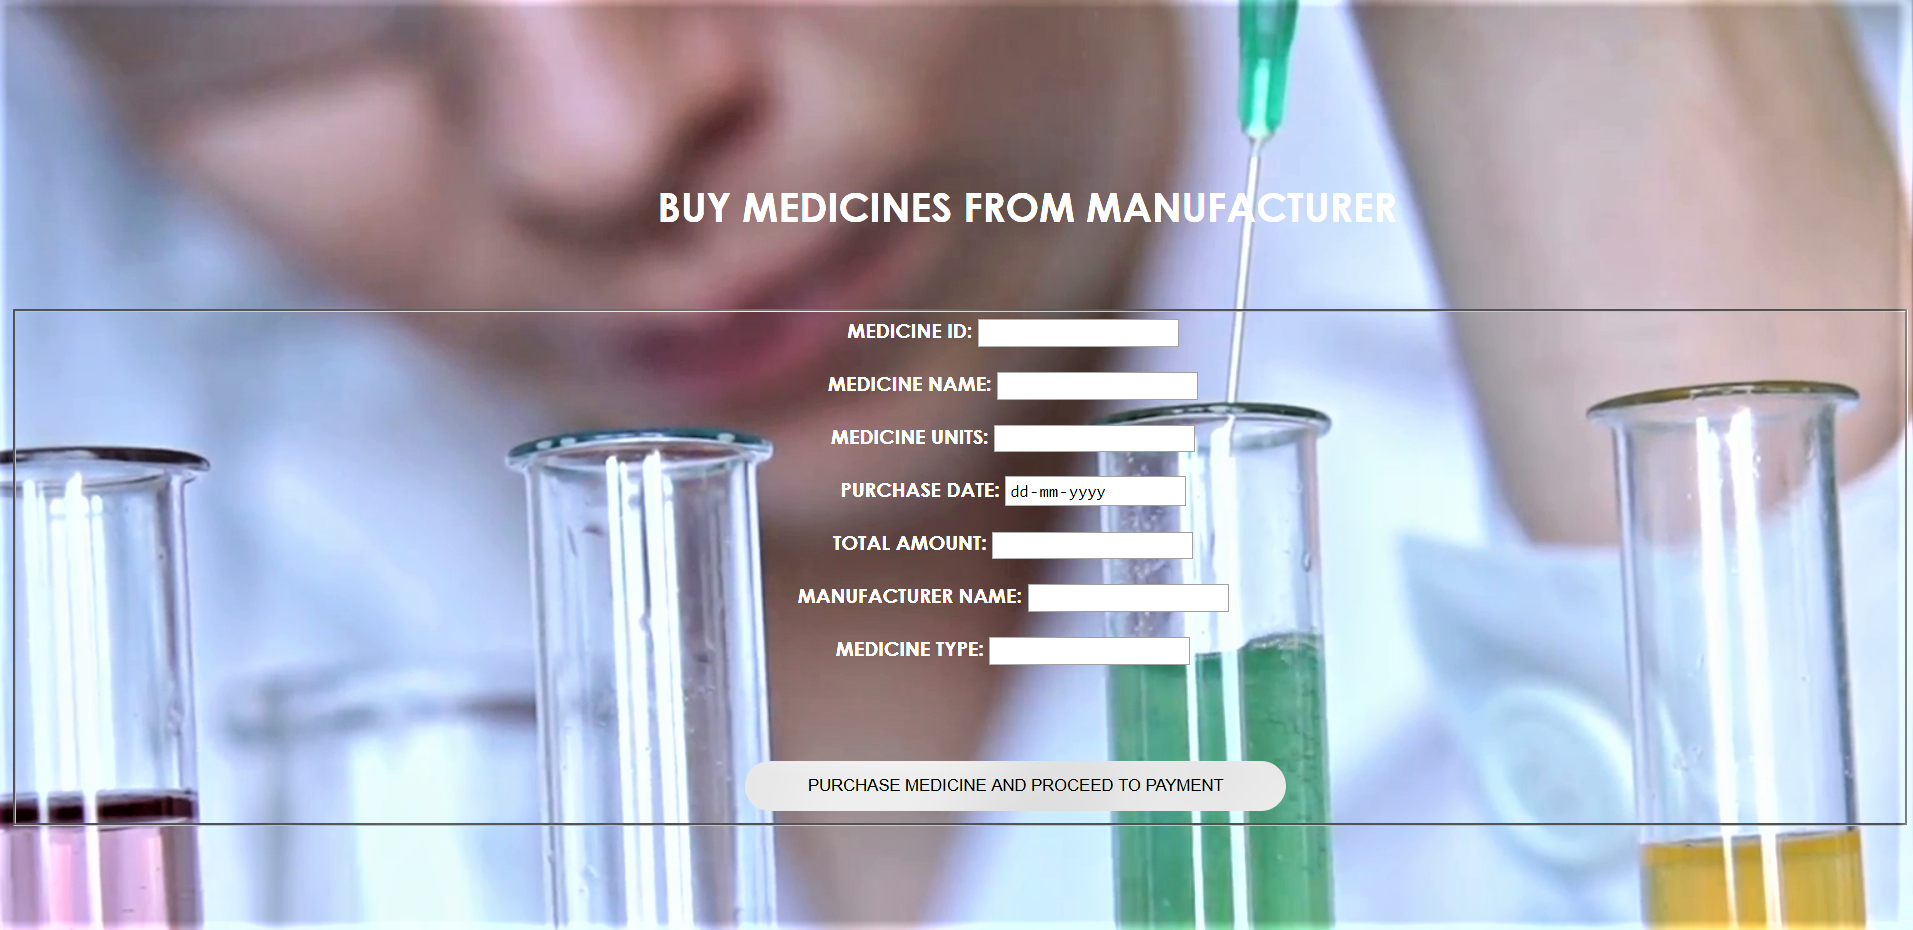 BUY MEDICINES FROM MANUFACTURER
MEDICINE ID:
MEDICINE NAME:
MEDICINE UNITS:
PURCHASE DATE: dd-mm-yyyy
TOTAL AMOUNT:
MANUFACTURER NAME:
MEDICINE TYPE:
PURCHASE MEDICINE AND PROCEED TO PAYMENT